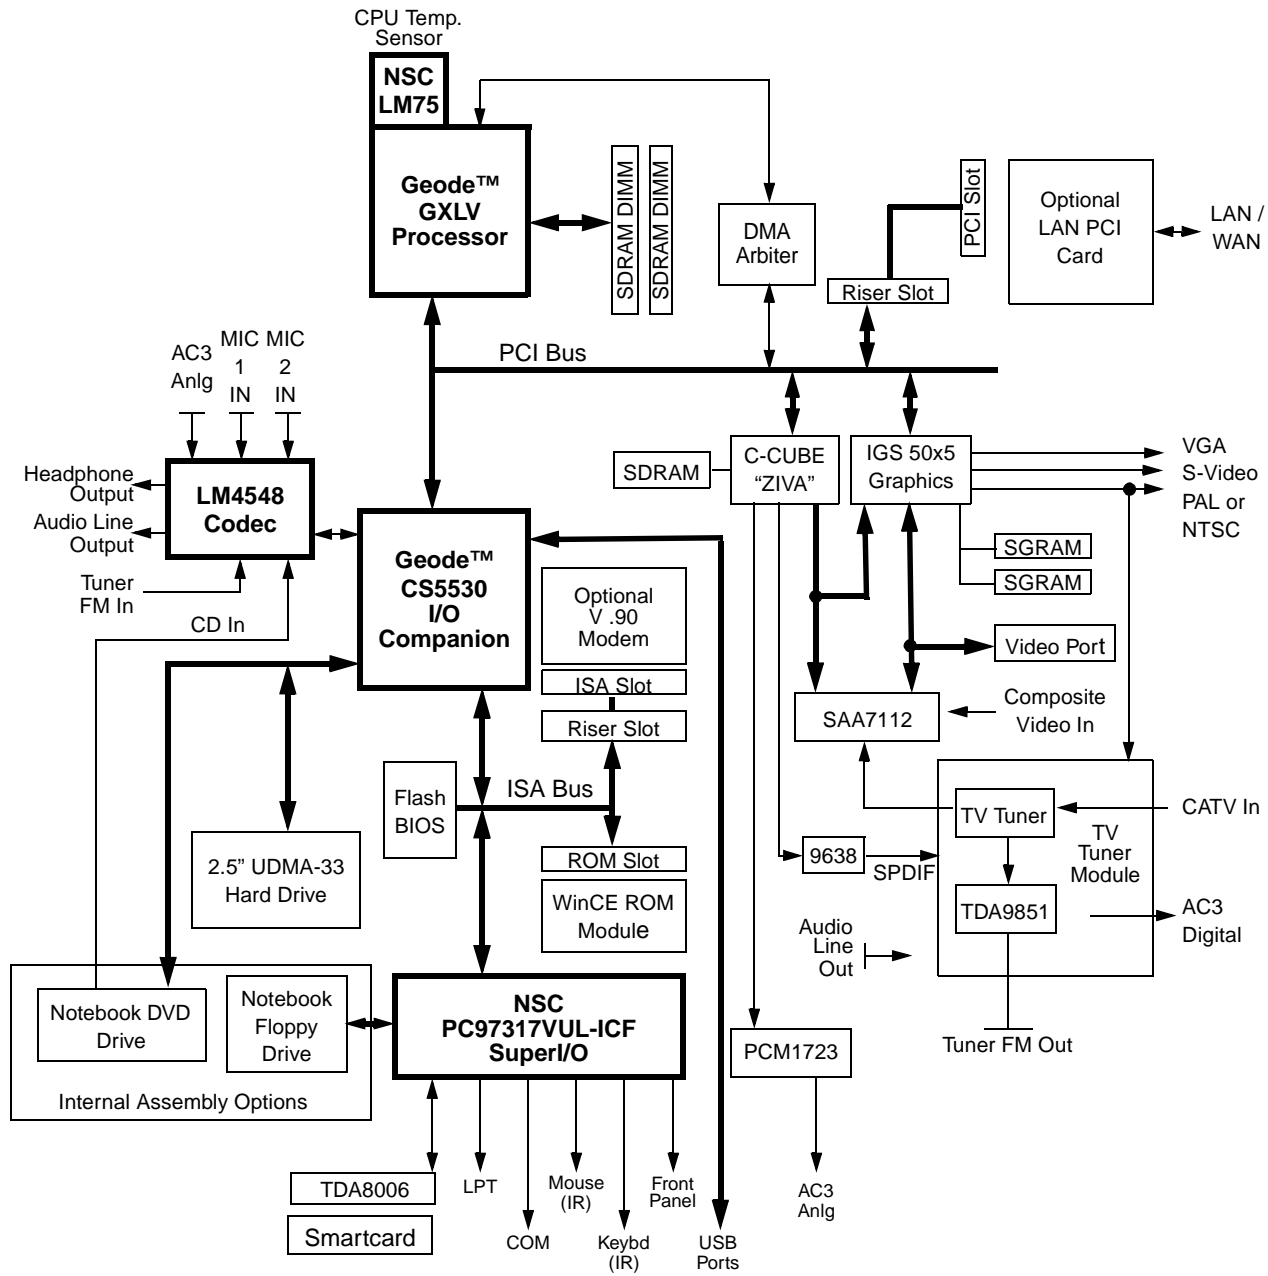 CPU Temp.
Sensor
NSC
LM75
Geode™
GXLV
Processor
SDRAM DIMM
SDRAM DIMM
DMA
Arbiter
PCI Slot
Riser Slot
Optional
LAN PCI
Card
LAN /
WAN
PCI Bus
AC3
Anlg
MIC
1
IN
MIC
2
IN
Headphone
Output
Audio Line
Output
LM4548
Codec
Tuner
FM In
CD In
Geode™
CS5530
I/O
Companion
SDRAM
C-CUBE
“ZIVA”
IGS 50x5
Graphics
VGA
S-Video
PAL or
NTSC
SGRAM
SGRAM
Video Port
Optional
V .90
Modem
ISA Slot
Riser Slot
SAA7112
Composite
Video In
Flash
BIOS
ISA Bus
ROM Slot
WinCE ROM
Module
2.5” UDMA-33
Hard Drive
9638
SPDIF
TV Tuner
TDA9851
TV
Tuner
Module
CATV In
AC3
Digital
Audio
Line
Out
Tuner FM Out
Notebook DVD
Drive
Notebook
Floppy
Drive
Internal Assembly Options
NSC
PC97317VUL-ICF
SuperI/O
PCM1723
TDA8006
Smartcard
LPT
COM
Mouse
(IR)
Keybd
(IR)
Front
Panel
USB
Ports
AC3
Anlg